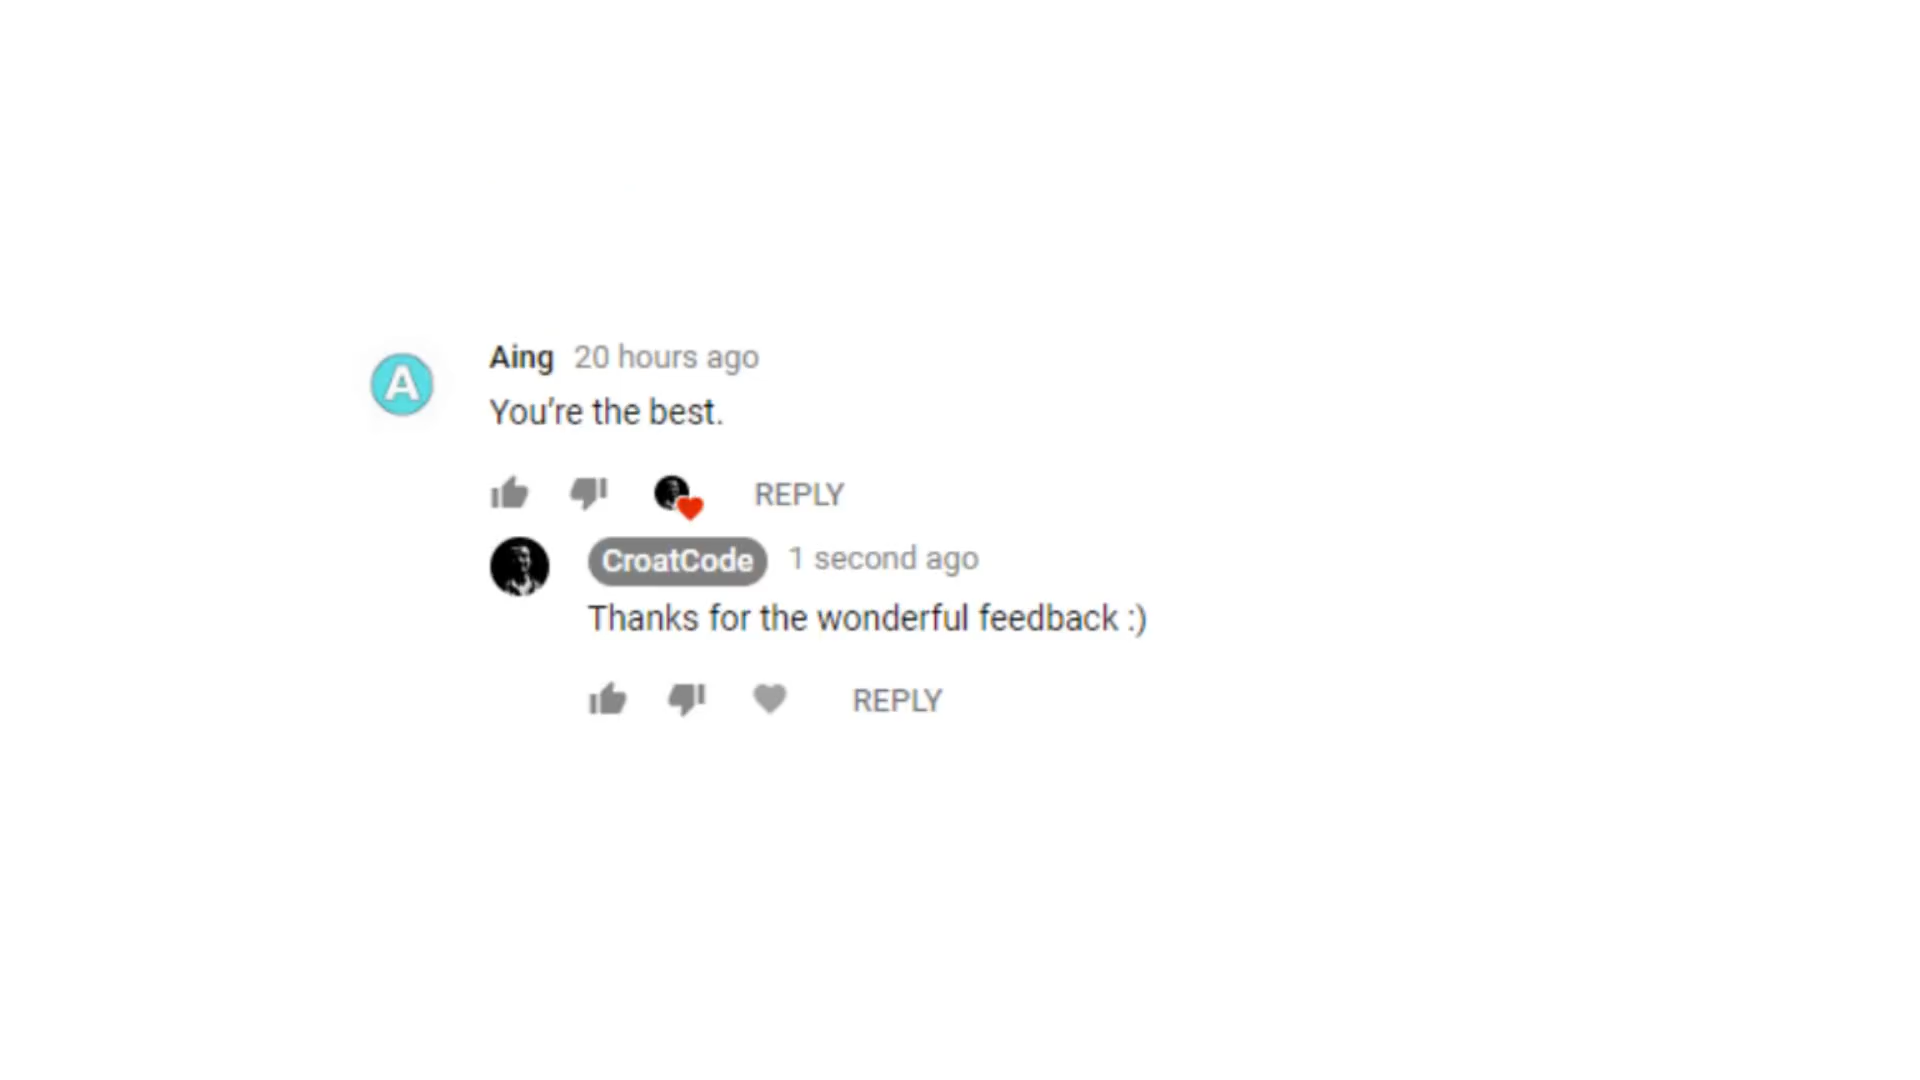 A
Aing 20 hours ago
You're the best.
REPLY
CroatCode 1 second ago
Thanks for the wonderful feedback :)
REPLY